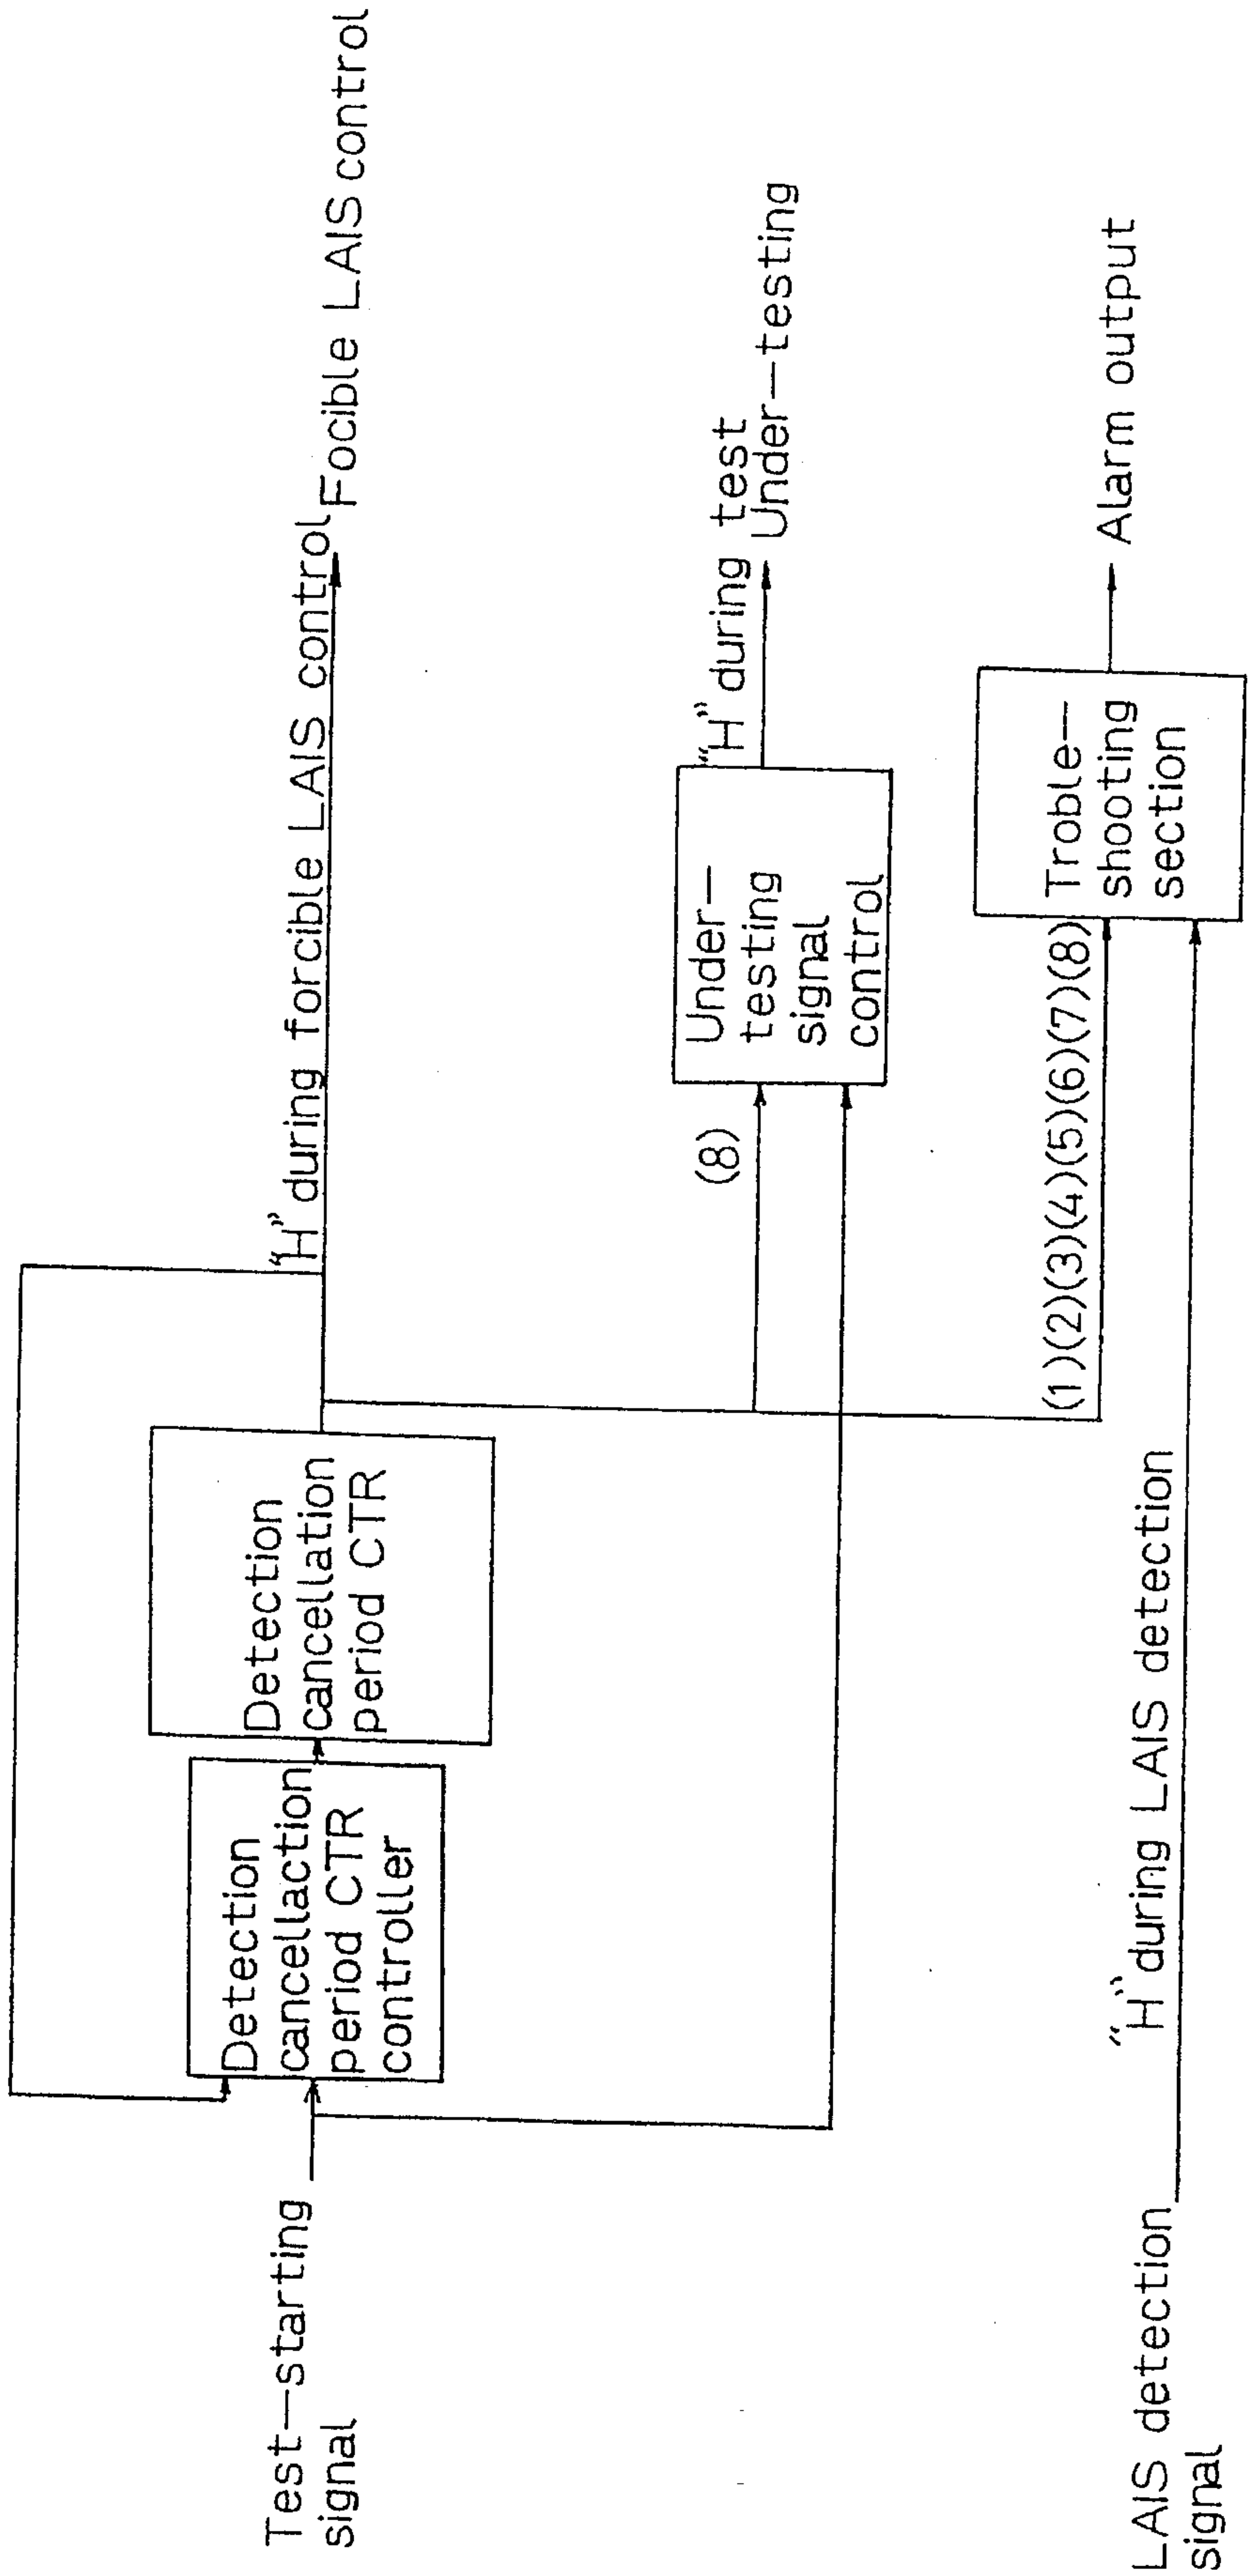 "H" during forcible LAIS control
Focible LAIS control
Test—starting
signal
Detection
cancellaction
period CTR
controller
Detection
cancellation
period CTR
(8)
Under—
testing
signal
control
"H" during test
Under—testing
(1)(2)(3)(4)(5)(6)(7)(8)
Troble—
shooting
section
Alarm output
LAIS detection
signal
"H" during LAIS detection